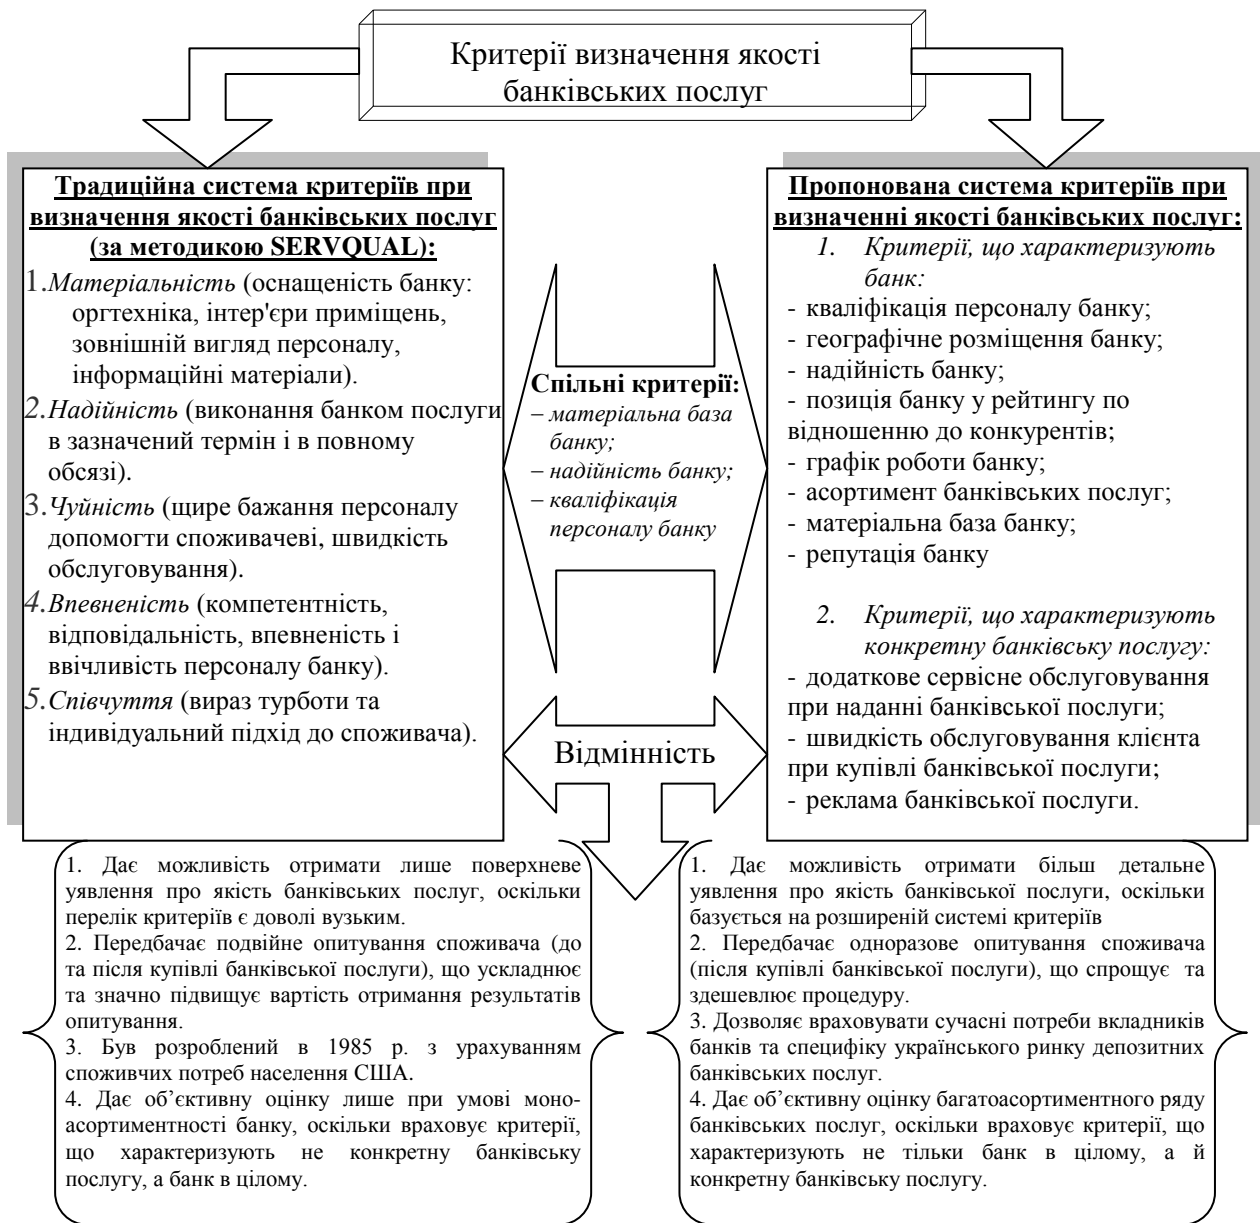 Критерії визначення якості
банківських послуг
Традиційна система критеріїв при
визначення якості банківських послуг
(за методикою SERVQUAL):
1.Матеріальність (оснащеність банку:
оргтехніка, інтер'єри приміщень,
зовнішній вигляд персоналу,
інформаційні матеріали).
2.Надійність (виконання банком послуги
в зазначений термін і в повному
обсязі).
3.Чуйність (щире бажання персоналу
допомогти споживачеві, швидкість
обслуговування).
4.Впевненість (компетентність,
відповідальність, впевненість і
ввічливість персоналу банку).
5.Співчуття (вираз турботи та
індивідуальний підхід до споживача).
Спільні критерії:
– матеріальна база
банку;
– надійність банку;
– кваліфікація
персоналу банку
Пропонована система критеріїв при
визначенні якості банківських послуг:
1. Критерії, що характеризують
банк:
- кваліфікація персоналу банку;
- географічне розміщення банку;
- надійність банку;
- позиція банку у рейтингу по
відношенню до конкурентів;
- графік роботи банку;
- асортимент банківських послуг;
- матеріальна база банку;
- репутація банку
2. Критерії, що характеризують
конкретну банківську послугу:
- додаткове сервісне обслуговування
при наданні банківської послуги;
- швидкість обслуговування клієнта
при купівлі банківської послуги;
- реклама банківської послуги.
Відмінність
1. Дає можливість отримати лише поверхневе
уявлення про якість банківських послуг, оскільки
перелік критеріїв є доволі вузьким.
2. Передбачає подвійне опитування споживача (до
та після купівлі банківської послуги), що ускладнює
та значно підвищує вартість отримання результатів
опитування.
3. Був розроблений в 1985 р. з урахуванням
споживчих потреб населення США.
4. Дає об’єктивну оцінку лише при умові моно-
асортиментності банку, оскільки враховує критерії,
що характеризують не конкретну банківську
послугу, а банк в цілому.
1. Дає можливість отримати більш детальне
уявлення про якість банківської послуги, оскільки
базується на розширеній системі критеріїв
2. Передбачає одноразове опитування споживача
(після купівлі банківської послуги), що спрощує та
здешевлює процедуру.
3. Дозволяє враховувати сучасні потреби вкладників
банків та специфіку українського ринку депозитних
банківських послуг.
4. Дає об’єктивну оцінку багатоасортиментного ряду
банківських послуг, оскільки враховує критерії, що
характеризують не тільки банк в цілому, а й
конкретну банківську послугу.